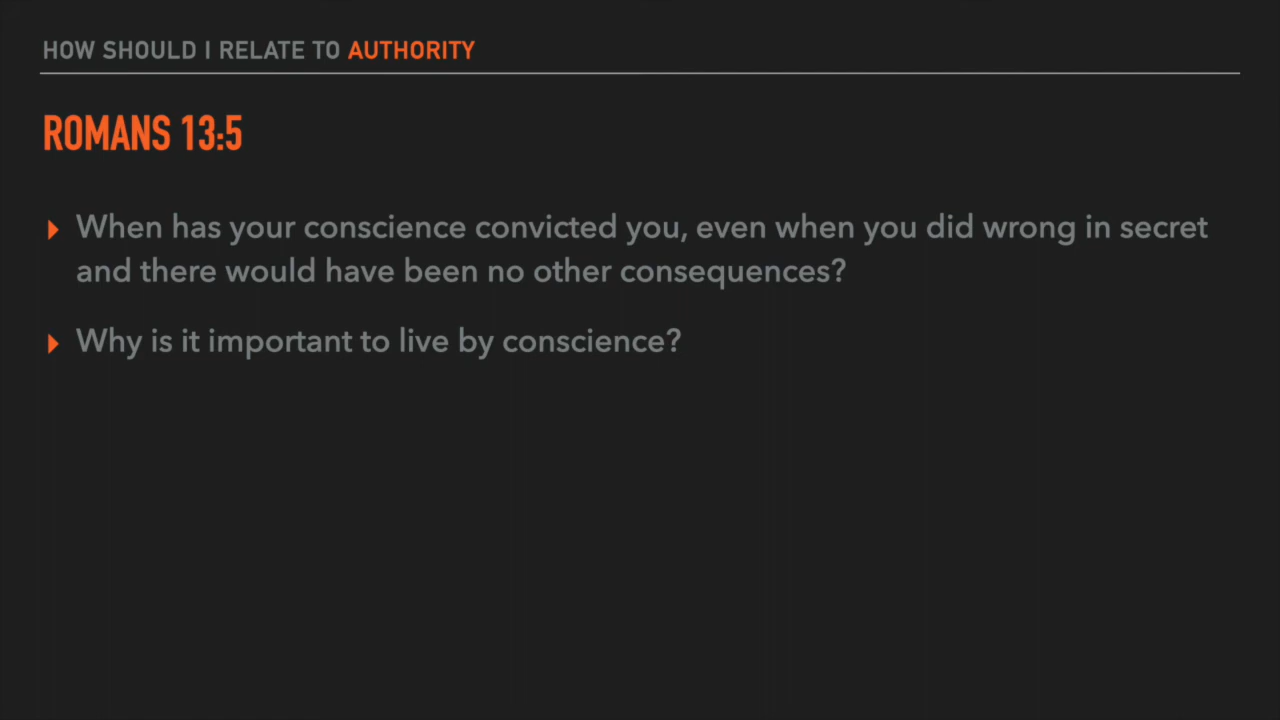 HOW SHOULD I RELATE TO AUTHORITY
ROMANS 13:5
When has your conscience convicted you, even when you did wrong in secret
and there would have been no other consequences?
Why is it important to live by conscience?